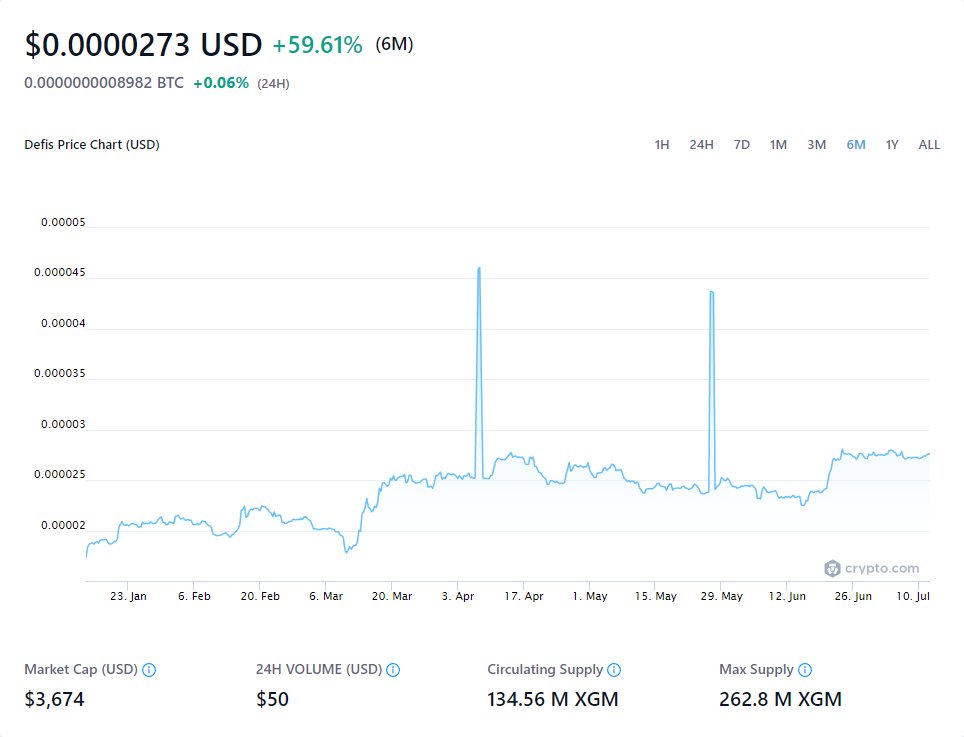 $0.0000273 USD +59.61% (6M)
0.0000000008982 BTC +0.06% (24H)
Defis Price Chart (USD) 1H 24H 7D 1M 3M 6M 1Y ALL
0.00005
0.000045
0.00004
0.000035
0.00003
0.000025
0.00002
crypto.com
23. Jan 6. Feb 20. Feb 6. Mar 20. Mar 3. Apr 17. Apr 1. May 15. May 29. May 12. Jun 26. Jun 10. Jul
Market Cap (USD) 24H VOLUME (USD) Circulating Supply Max Supply
$3,674 $50 134.56 M XGM 262.8 M XGM